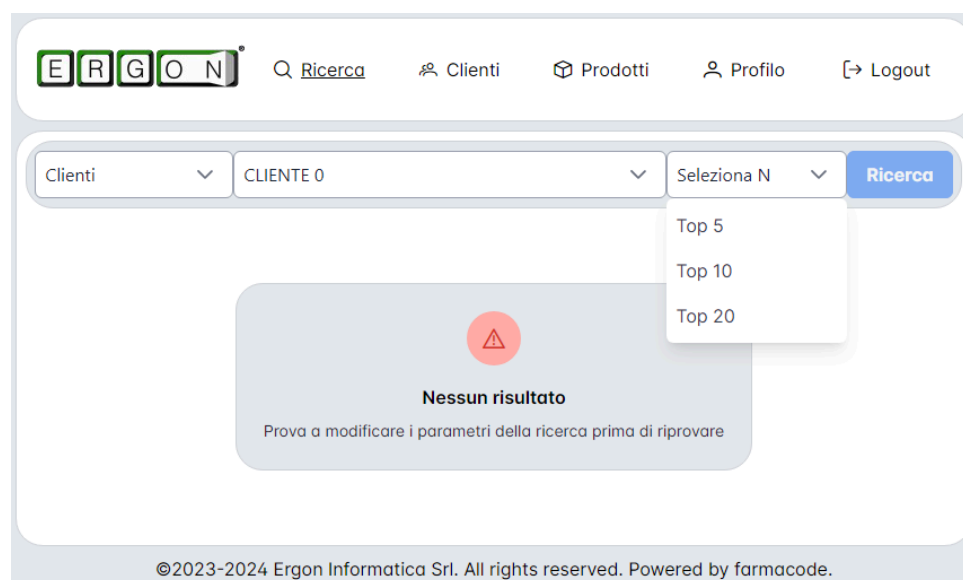 ERGON® Ricerca Clienti Prodotti Profilo Logout
Clienti CLIENTE 0 Seleziona N Ricerca
Top 5
Top 10
Top 20
Nessun risultato
Prova a modificare i parametri della ricerca prima di riprovare
©2023-2024 Ergon Informatica Srl. All rights reserved. Powered by farmacode.